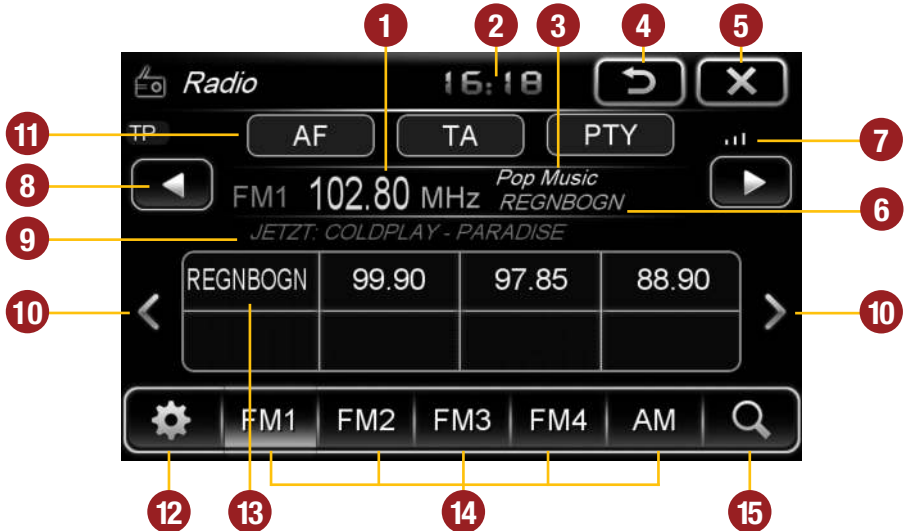 1 2 3 4 5
Radio 16:18
11 TP AF TA PTY 7
8 FM1 102.80 MHz Pop Music
REGNBOGN 6
9 JETZT: COLDPLAY - PARADISE
REGNBOGN 99.90 97.85 88.90
10 10
FM1 FM2 FM3 FM4 AM
12 13 14 15